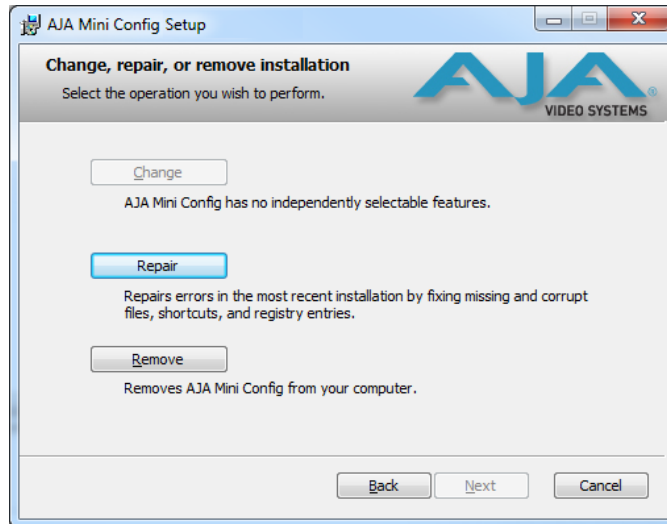 AJA Mini Config Setup
Change, repair, or remove installation
Select the operation you wish to perform.
AJA
VIDEO SYSTEMS
®
Change
AJA Mini Config has no independently selectable features.
Repair
Repairs errors in the most recent installation by fixing missing and corrupt
files, shortcuts, and registry entries.
Remove
Removes AJA Mini Config from your computer.
Back
Next
Cancel